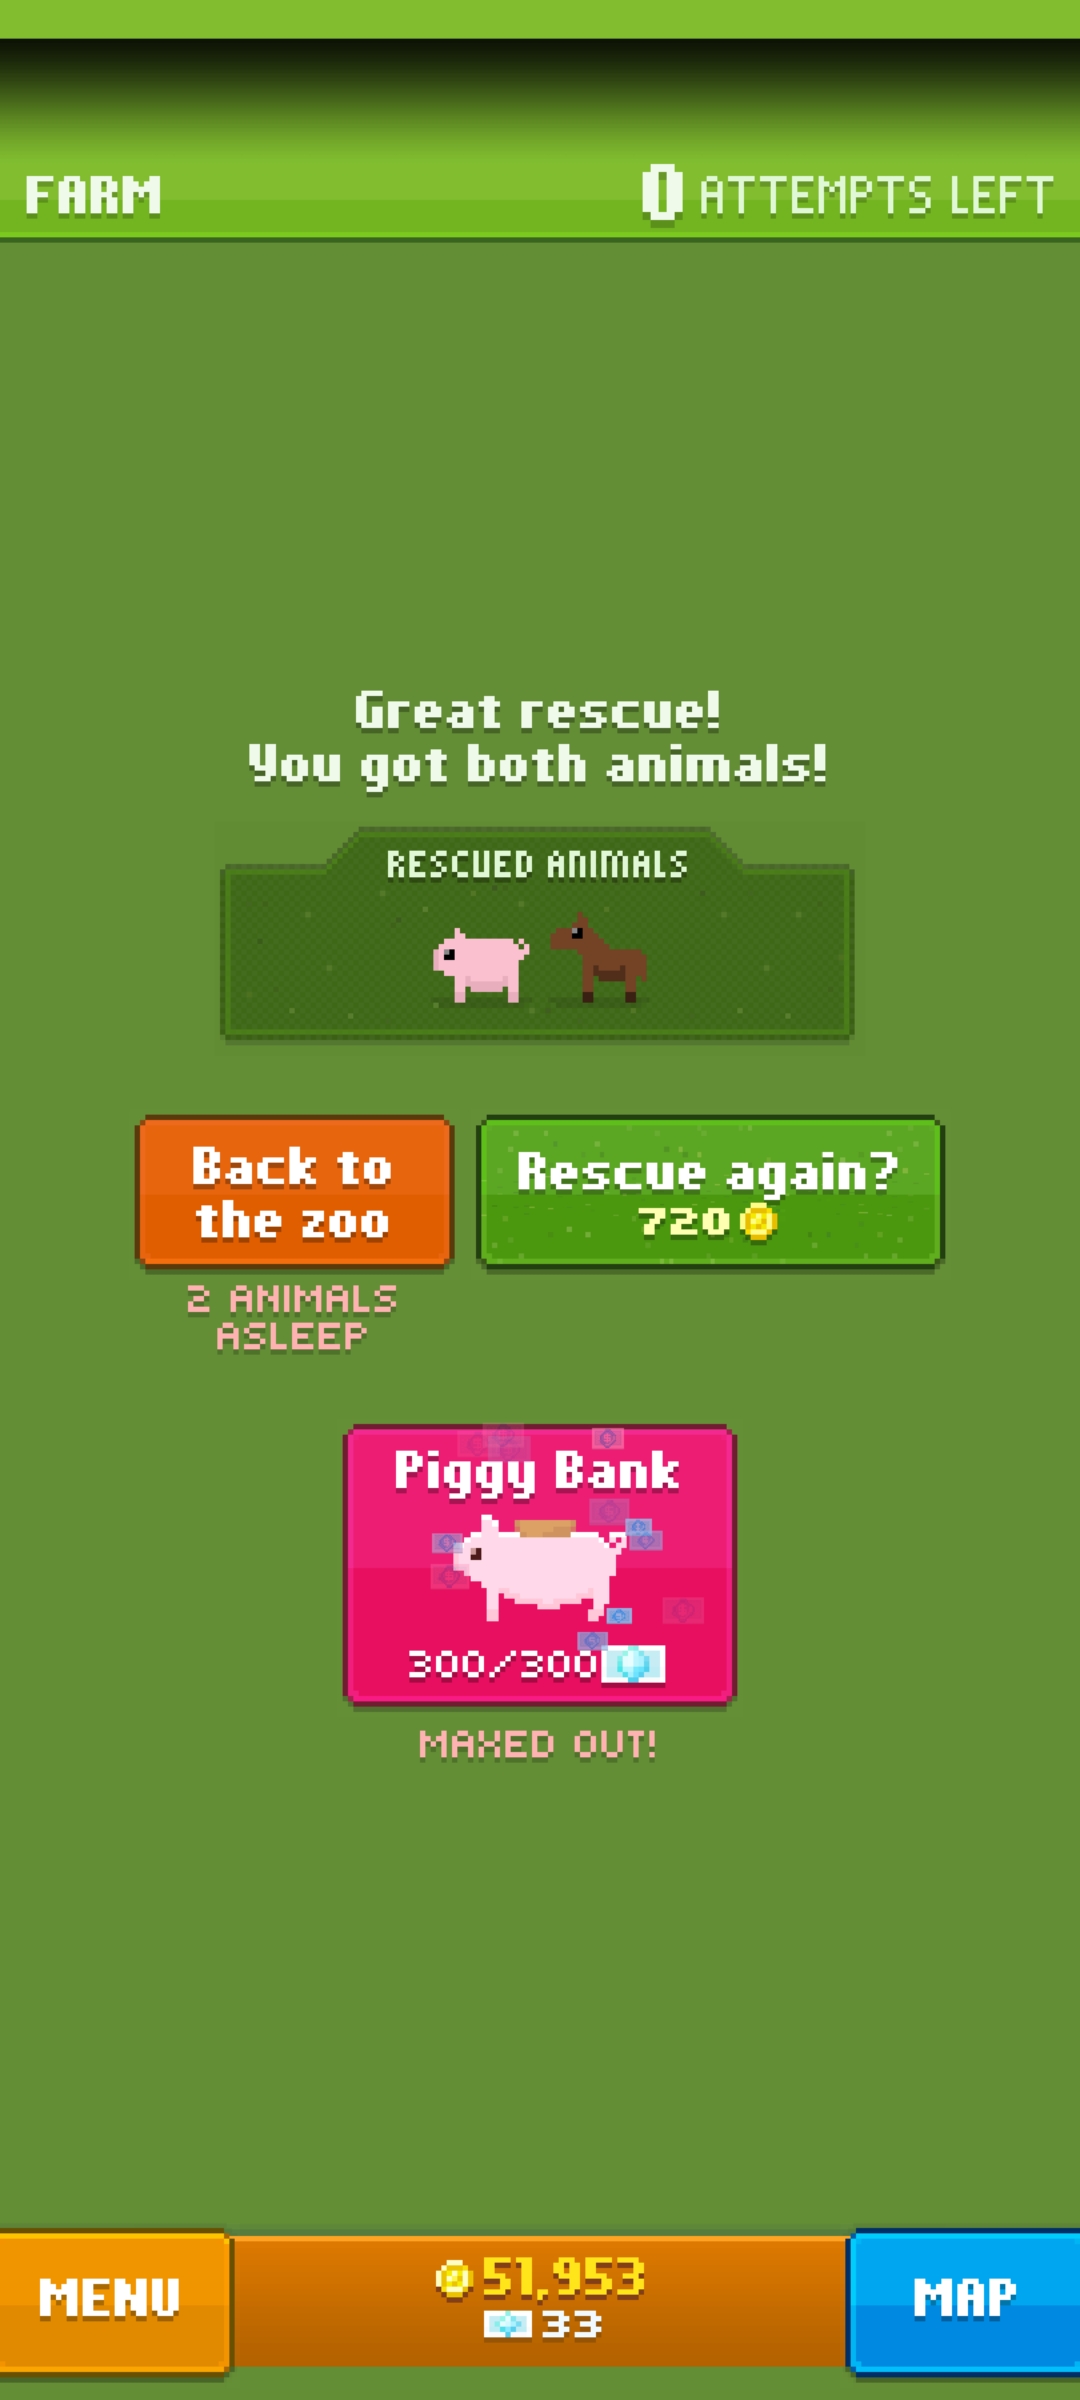 FARM
0 ATTEMPTS LEFT
Great rescue!
You got both animals!
RESCUED ANIMALS
Back to
the zoo
Rescue again?
720
2 ANIMALS
ASLEEP
Piggy Bank
300/300
MAXED OUT!
MENU
51,953
33
MAP